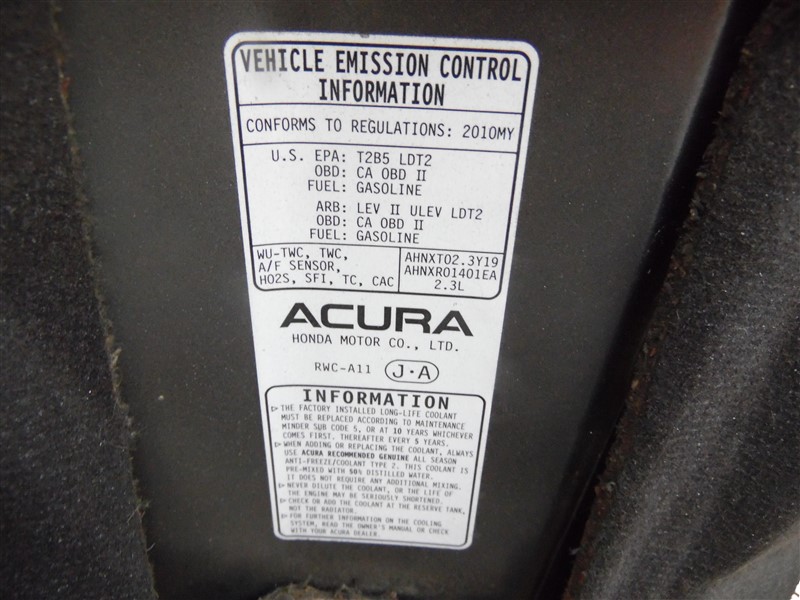 VEHICLE EMISSION CONTROL
INFORMATION
CONFORMS TO REGULATIONS: 2010MY
U.S. EPA: T2B5 LDT2
OBD: CA OBD II
FUEL: GASOLINE
ARB: LEV II ULEV LDT2
OBD: CA OBD II
FUEL: GASOLINE
WU-TWC, TWC,
A/F SENSOR,
HO2S, SFI, TC, CAC
AHNXT02.3Y19
AHNXR01401EA
2.3L
ACURA
HONDA MOTOR CO., LTD.
RWC-A11 J·A
INFORMATION
▷THE FACTORY INSTALLED LONG-LIFE COOLANT
MUST BE REPLACED ACCORDING TO MAINTENANCE
MINDER SUB CODE 5, OR AT 10 YEARS WHICHEVER
COMES FIRST. THEREAFTER EVERY 5 YEARS.
▷WHEN ADDING OR REPLACING THE COOLANT, ALWAYS
USE ACURA RECOMMENDED GENUINE ALL SEASON
ANTI-FREEZE/COOLANT TYPE 2. THIS COOLANT IS
PRE-MIXED WITH 50% DISTILLED WATER.
IT DOES NOT REQUIRE ANY ADDITIONAL MIXING.
▷NEVER DILUTE THE COOLANT, OR THE LIFE OF
THE ENGINE MAY BE SERIOUSLY SHORTENED.
▷CHECK OR ADD THE COOLANT AT THE RESERVE TANK,
NOT THE RADIATOR.
▷FOR FURTHER INFORMATION ON THE COOLING
SYSTEM, READ THE OWNER'S MANUAL OR CHECK
WITH YOUR ACURA DEALER.